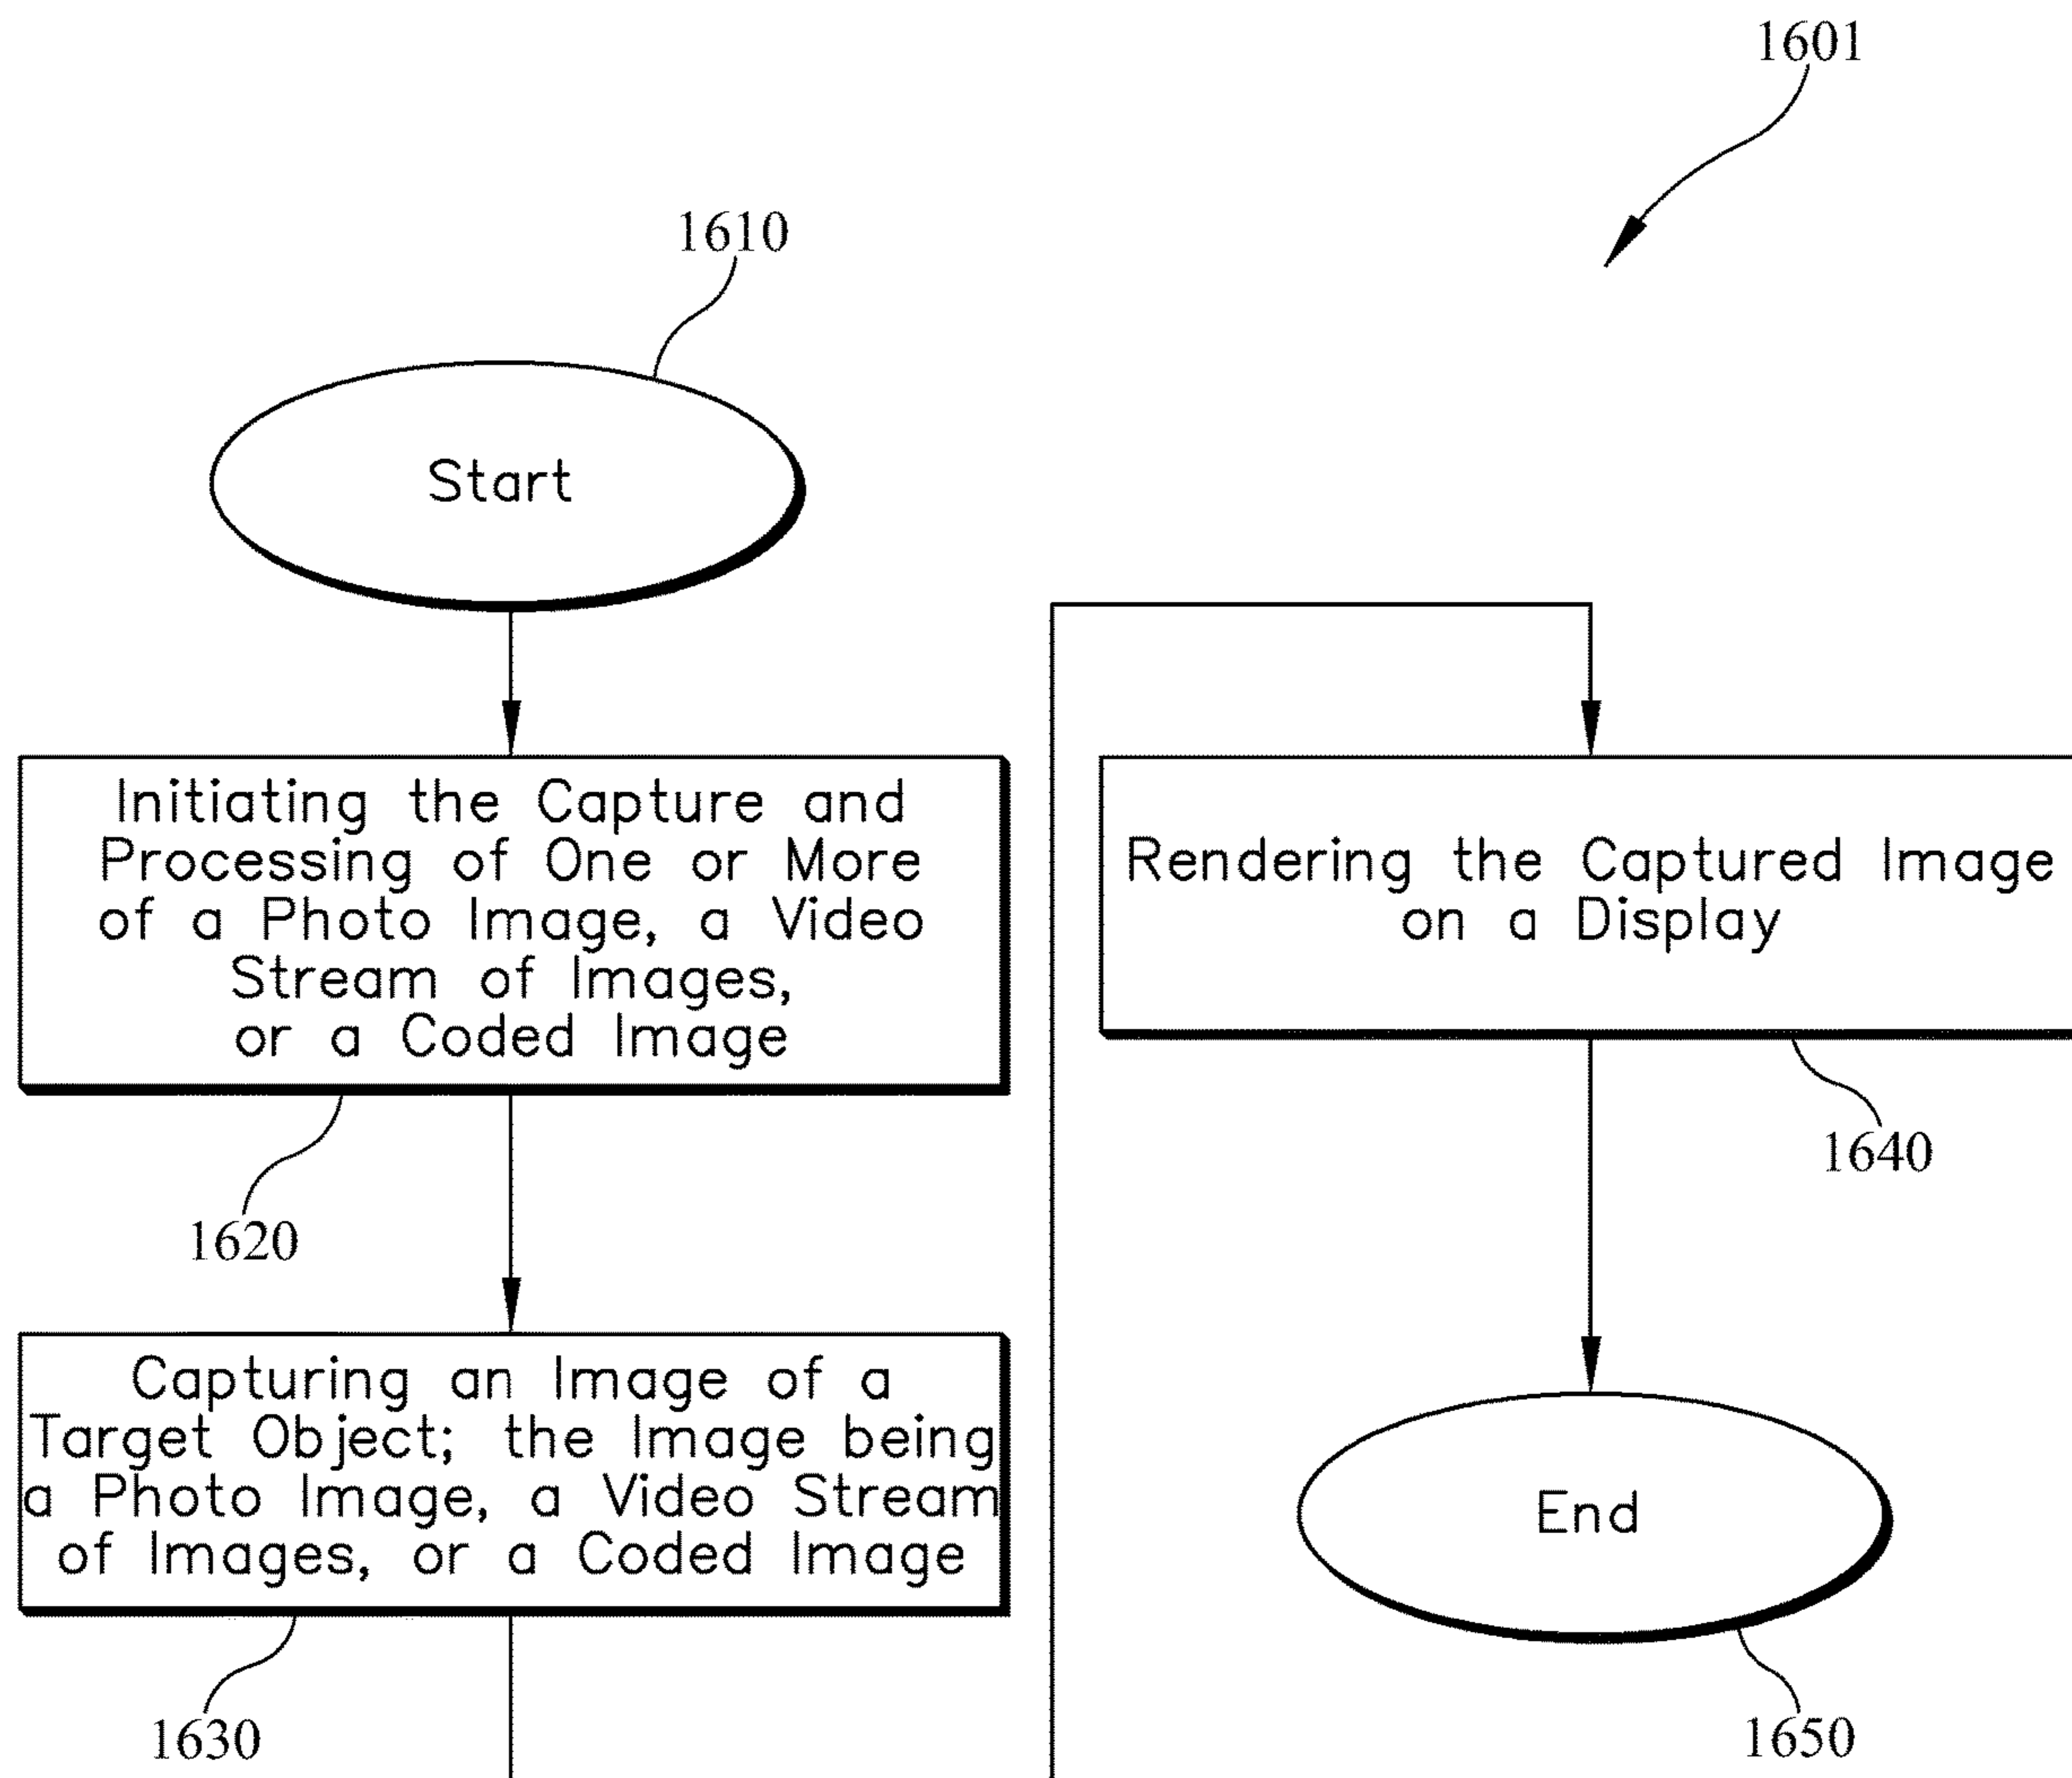 1601
1610
Start
Initiating the Capture and
Processing of One or More
of a Photo Image, a Video
Stream of Images,
or a Coded Image
1620
Capturing an Image of a
Target Object; the Image being
a Photo Image, a Video Stream
of Images, or a Coded Image
1630
Rendering the Captured Image
on a Display
1640
End
1650